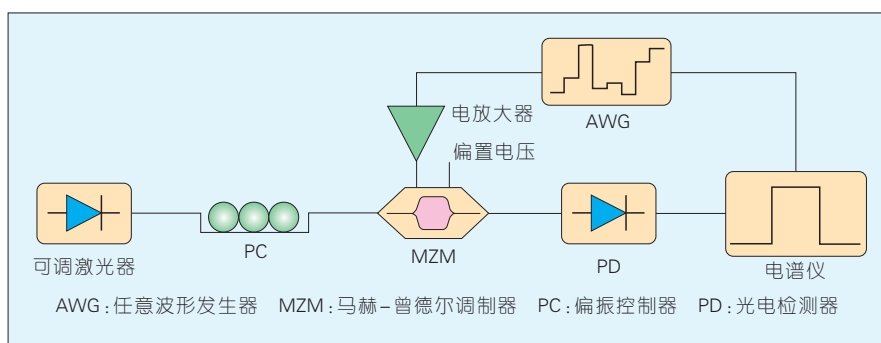 电放大器
AWG
偏置电压
可调激光器
PC
MZM
PD
电谱仪
AWG:任意波形发生器 MZM:马赫-曾德尔调制器 PC:偏振控制器 PD:光电检测器